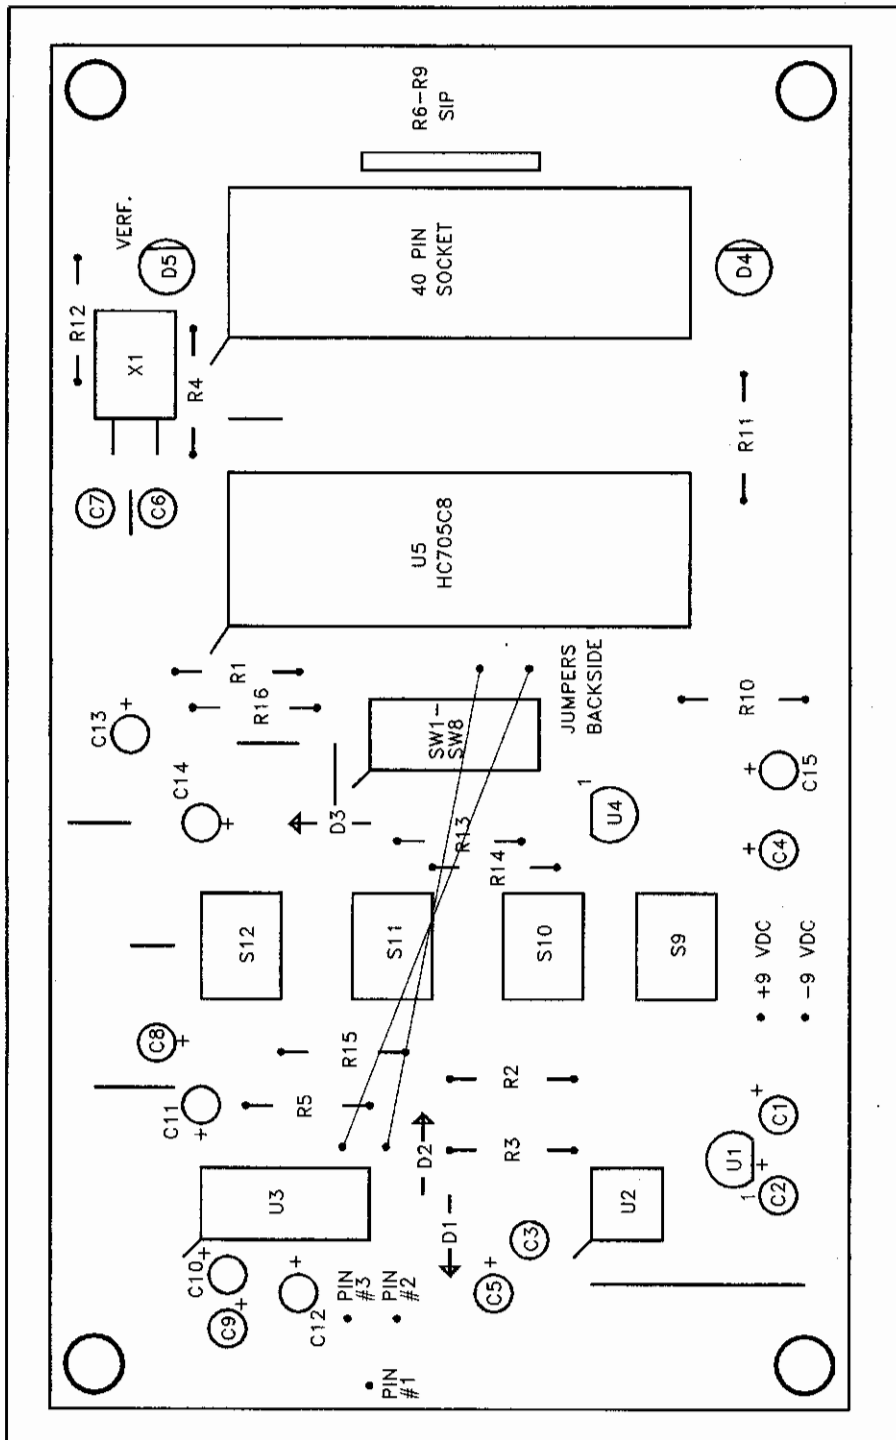 R6-R9
SIP
VERF.
D5
R12
X1
R4
40 PIN
SOCKET
D4
R11
C7
C6
U5
HC705C8
R1
R16
C13
C14
D3
SW1-
SW8
JUMPERS
BACKSIDE
R10
+
+
+
C15
1
U4
R13
R14
+
C4
S12
S11
S10
S9
+9 VDC
-9 VDC
C8
+
R15
C11
+
R5
R2
D2
R3
+
C1
U1
1
+
C2
U3
D1
U2
C3
+
C5
C10
+
C9
+
C12
+
PIN
#3
PIN
#2
PIN
#1